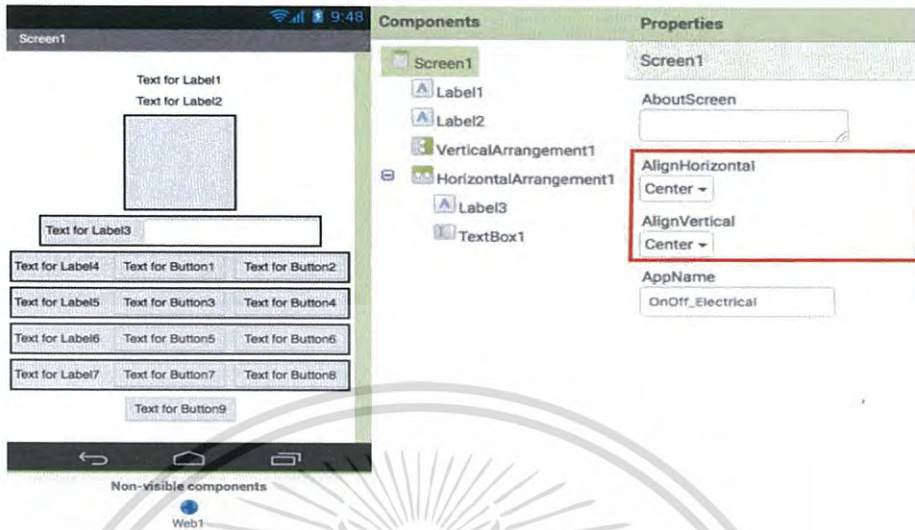 9:48
Screen1
Text for Label1
Text for Label2
Text for Label3
Text for Label4 Text for Button1 Text for Button2
Text for Label5 Text for Button3 Text for Button4
Text for Label6 Text for Button5 Text for Button6
Text for Label7 Text for Button7 Text for Button8
Text for Button9
Non-visible components
Web1
Components
Screen1
A Label1
A Label2
VerticalArrangement1
HorizontalArrangement1
A Label3
TextBox1
Properties
Screen1
AboutScreen
AlignHorizontal
Center
AlignVertical
Center
AppName
OnOff_Electrical